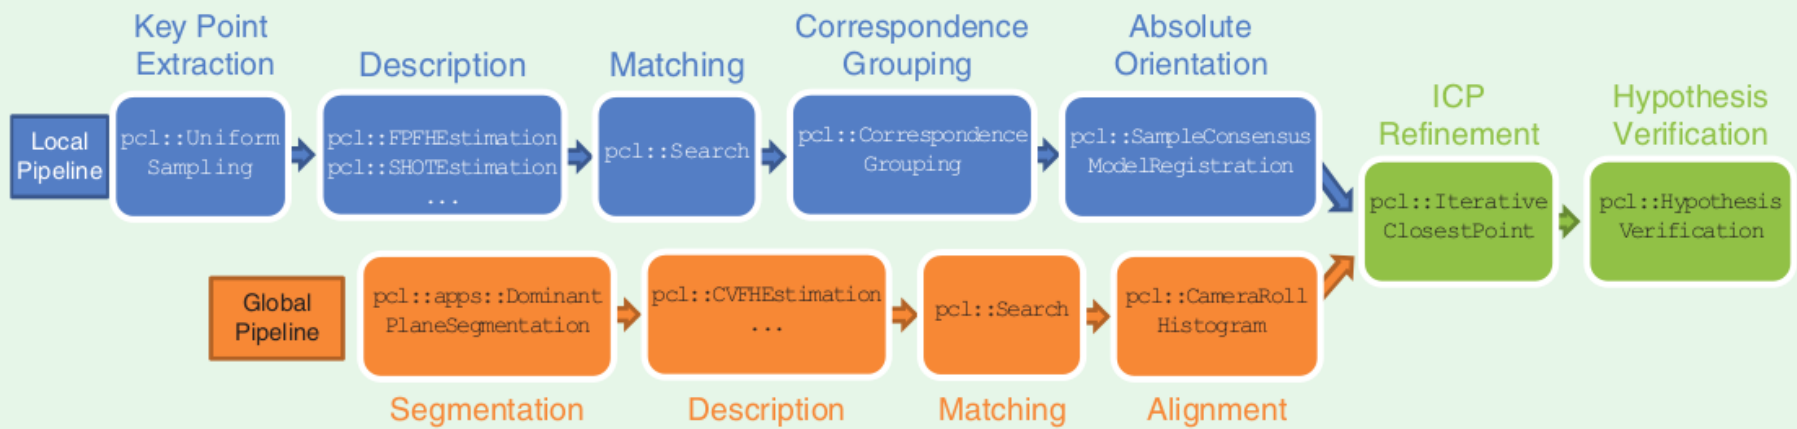 Key Point
Extraction
Description
Matching
Correspondence
Grouping
Absolute
Orientation
ICP
Refinement
Hypothesis
Verification
Local
Pipeline
pcl::Uniform
Sampling
pcl::FPFHEstimation
pcl::SHOTEstimation
...
pcl::Search
pcl::Correspondence
Grouping
pcl::SampleConsensus
ModelRegistration
pcl::Iterative
ClosestPoint
pcl::Hypothesis
Verification
Global
Pipeline
pcl::apps::Dominant
PlaneSegmentation
pcl::CVFHEstimation
...
pcl::Search
pcl::CameraRoll
Histogram
Segmentation
Description
Matching
Alignment